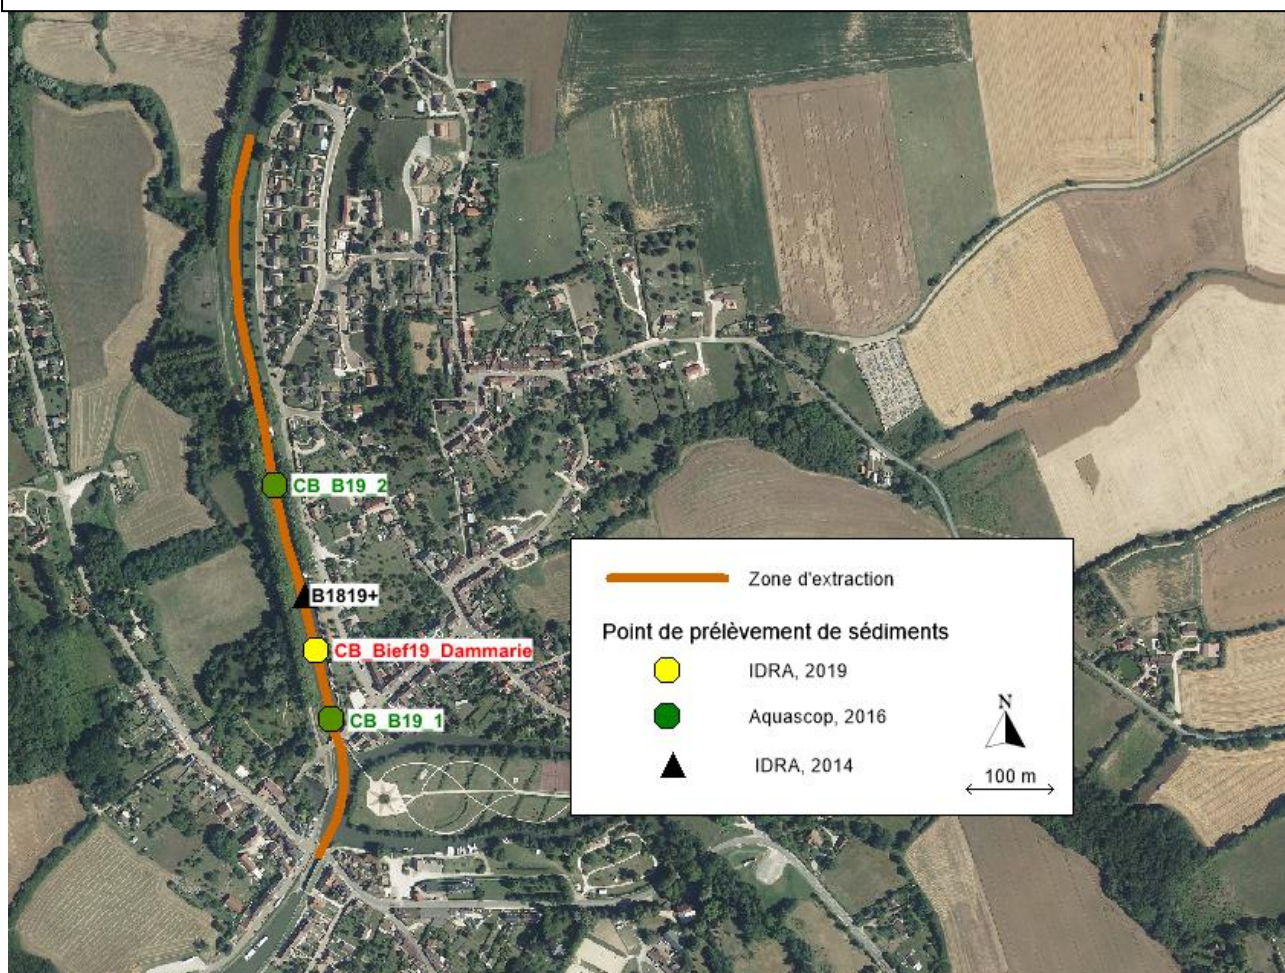 CB_B19_2
B1819+
CB_Bief19_Dammarie
CB_B19_1
Zone d'extraction
Point de prélèvement de sédiments
IDRA, 2019
Aquascop, 2016
IDRA, 2014
N
100 m